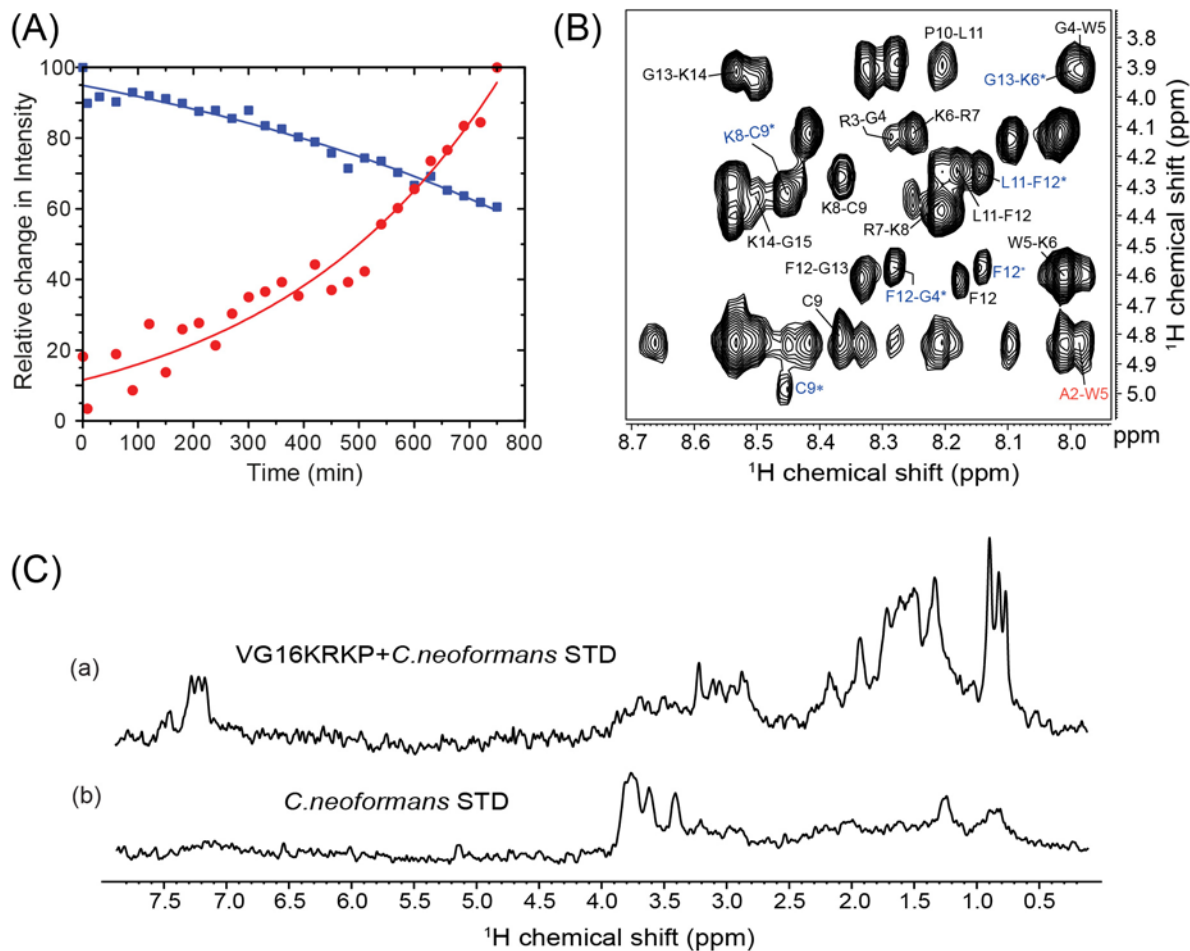 (A)
Relative change in Intensity
100
80
60
40
20
0
0 100 200 300 400 500 600 700 800
Time (min)
(B)
P10-L11
G4-W5
G13-K14
G13-K6*
R3-G4
K6-R7
K8-C9*
L11-F12*
K8-C9
L11-F12
K14-G15
R7-K8
W5-K6
F12-G13
F12*
C9
F12-G4*
F12
C9*
A2-W5
3.8
3.9
4.0
4.1
4.2
4.3
4.4
4.5
4.6
4.7
4.8
4.9
5.0
ppm
¹H chemical shift (ppm)
8.7 8.6 8.5 8.4 8.3 8.2 8.1 8.0
¹H chemical shift (ppm)
(C)
(a)
VG16KRKP+C.neoformans STD
(b)
C.neoformans STD
7.5 7.0 6.5 6.0 5.5 5.0 4.5 4.0 3.5 3.0 2.5 2.0 1.5 1.0 0.5
¹H chemical shift (ppm)